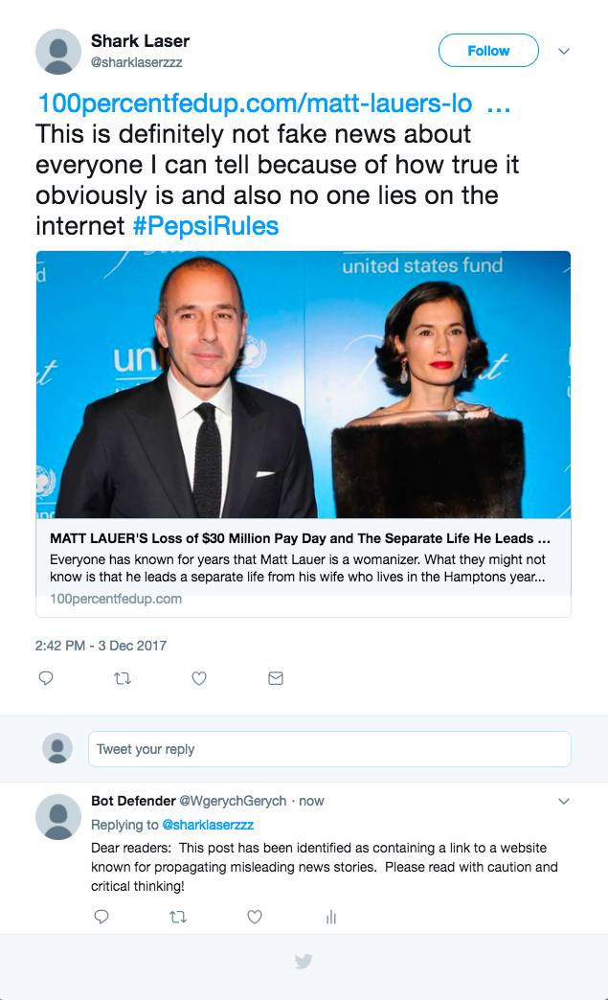 Shark Laser
@sharklaserzzz
Follow
100percentfedup.com/matt-lauers-lo …
This is definitely not fake news about
everyone I can tell because of how true it
obviously is and also no one lies on the
internet #PepsiRules
united states fund
un
MATT LAUER'S Loss of $30 Million Pay Day and The Separate Life He Leads ...
Everyone has known for years that Matt Lauer is a womanizer. What they might not
know is that he leads a separate life from his wife who lives in the Hamptons year...
100percentfedup.com
2:42 PM - 3 Dec 2017
Tweet your reply
Bot Defender @WgerychGerych · now
Replying to @sharklaserzzz
Dear readers: This post has been identified as containing a link to a website
known for propagating misleading news stories. Please read with caution and
critical thinking!